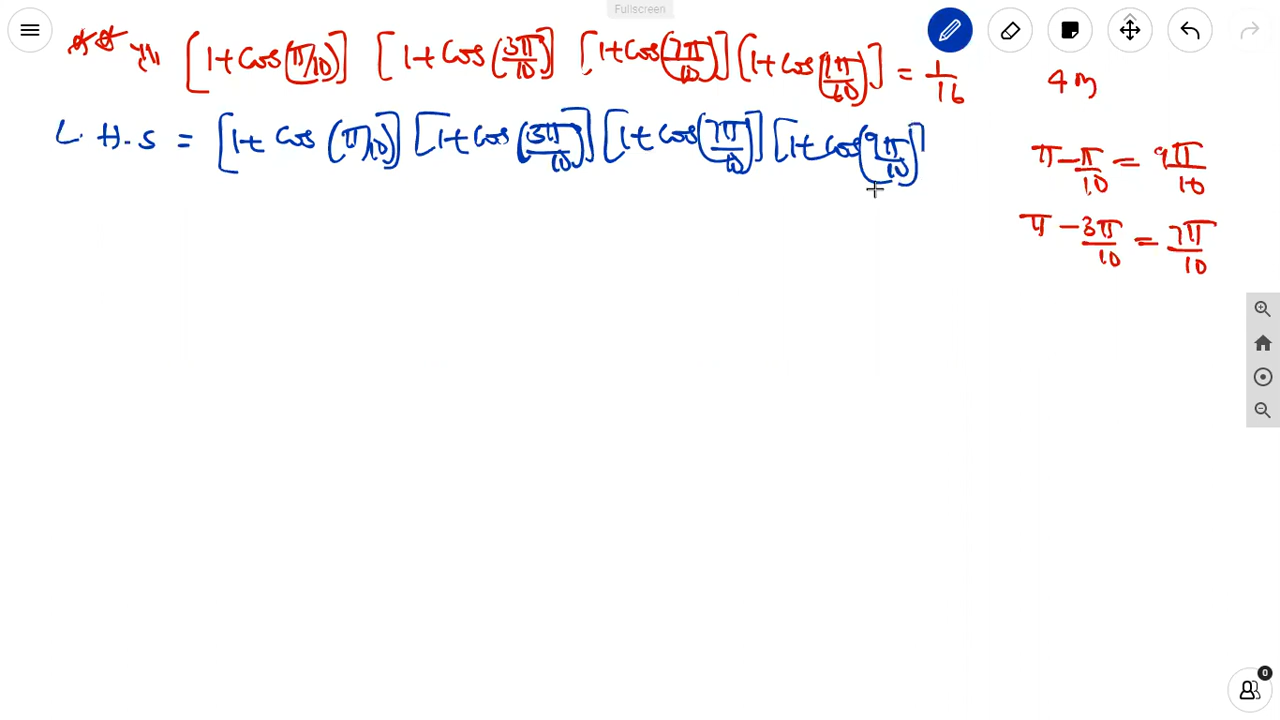 Fullscreen
[1+cos(π/10)] [1+cos(3π/10)] [1+cos(7π/10)] [1+cos(9π/10)] = 1/16
4 m
L.H.S = [1+cos(π/10)] [1+cos(3π/10)] [1+cos(7π/10)] [1+cos(9π/10)]
π - π/10 = 9π/10
π - 3π/10 = 7π/10
0